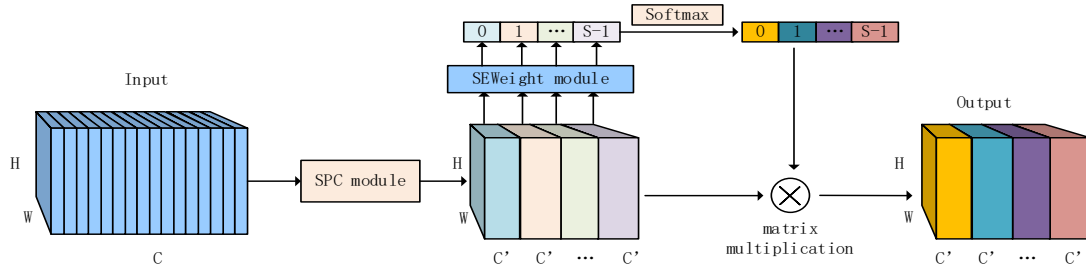 Softmax
0 1 … S-1
0 1 … S-1
SEWeight module
Input
Output
H
W
C
SPC module
H
W
C' C' … C'
matrix
multiplication
H
W
C' C' … C'